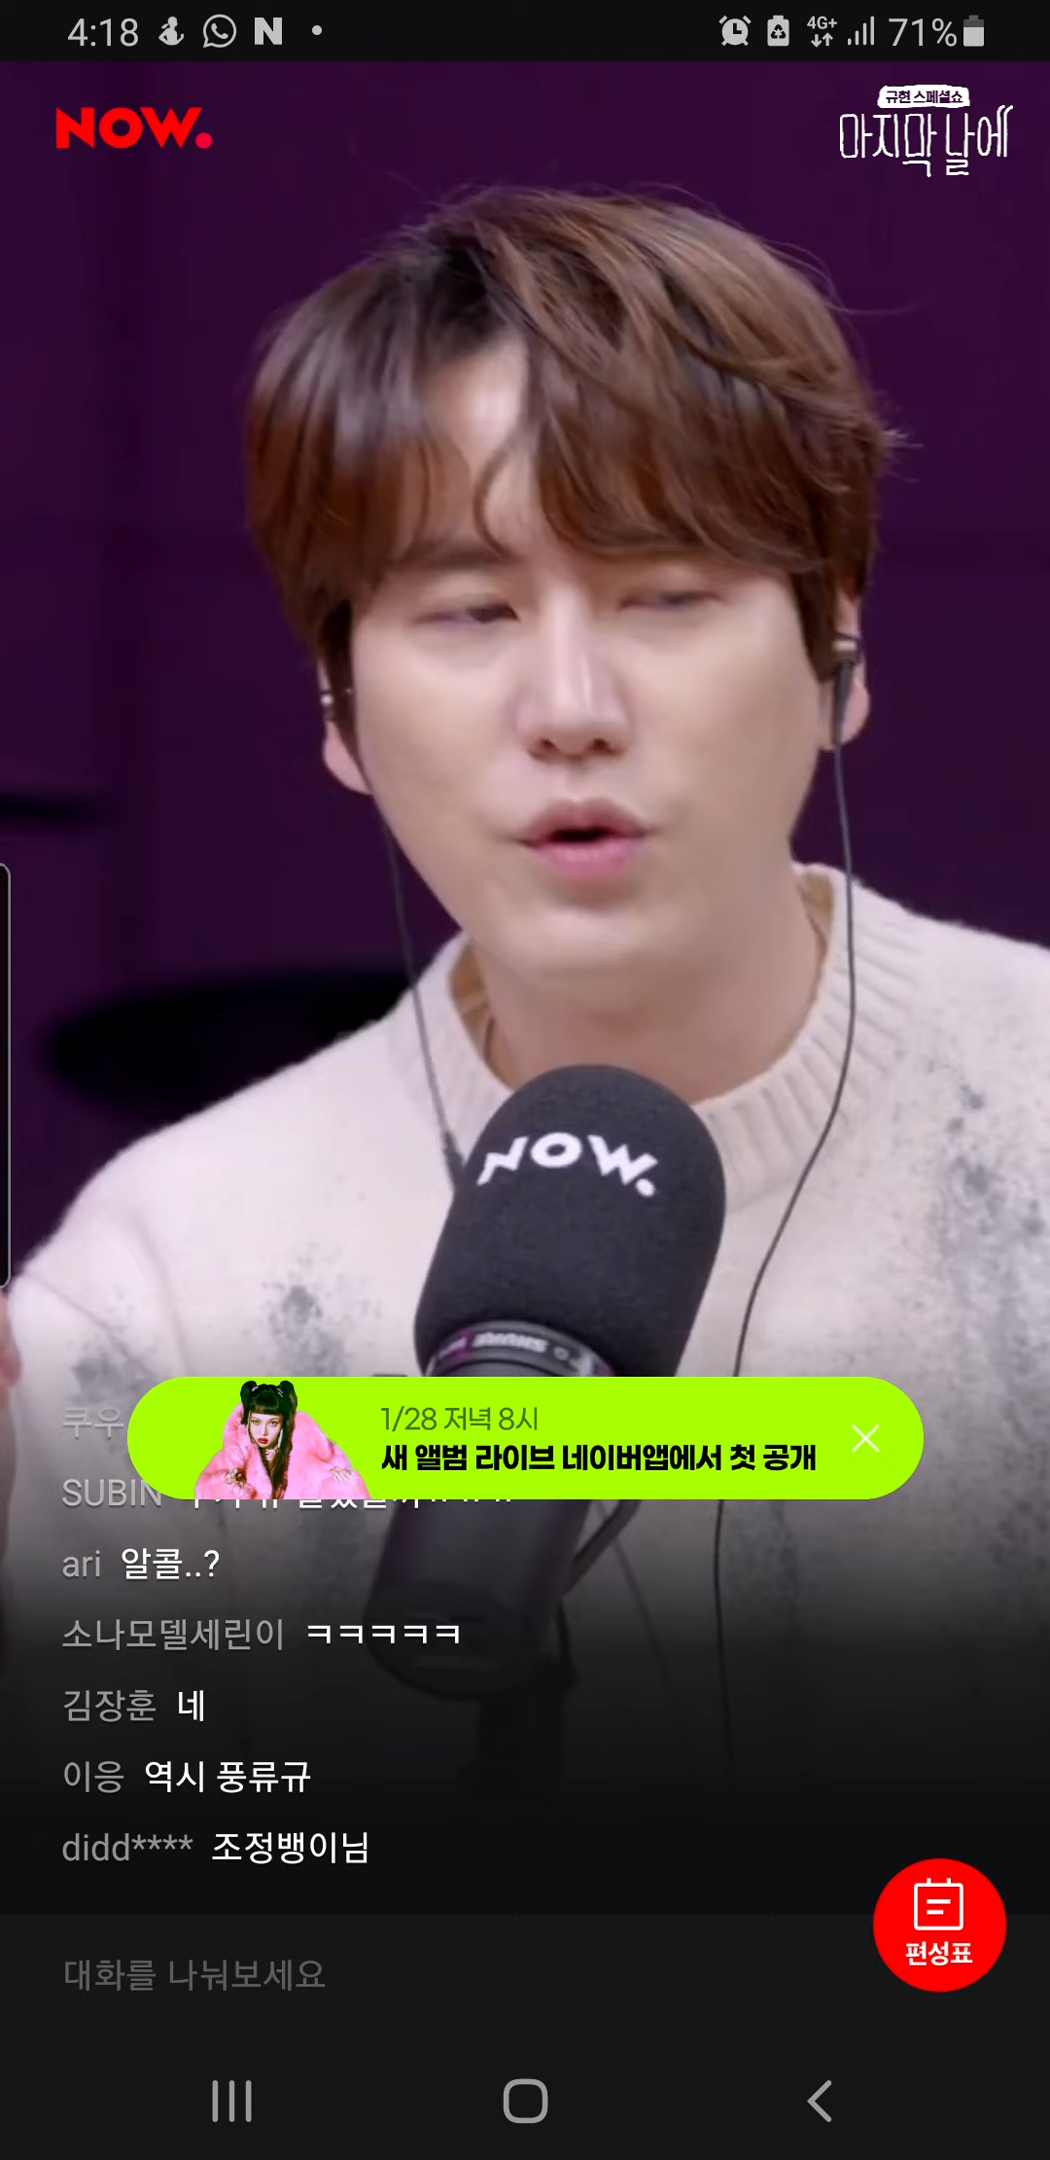 4:18
4G+
71%
NOW.
규현 스페셜쇼
마지막 날에
NOW.
쿠우
1/28 저녁 8시
새 앨범 라이브 네이버앱에서 첫 공개
SUBIN
ari 알콜..?
소나모델세린이 ㅋㅋㅋㅋㅋ
김장훈 네
이응 역시 풍류규
didd**** 조정뱅이님
편성표
대화를 나눠보세요